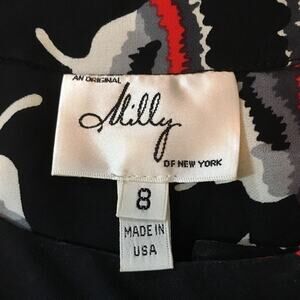 AN ORIGINAL
Milly
OF NEW YORK
8
MADE IN
USA